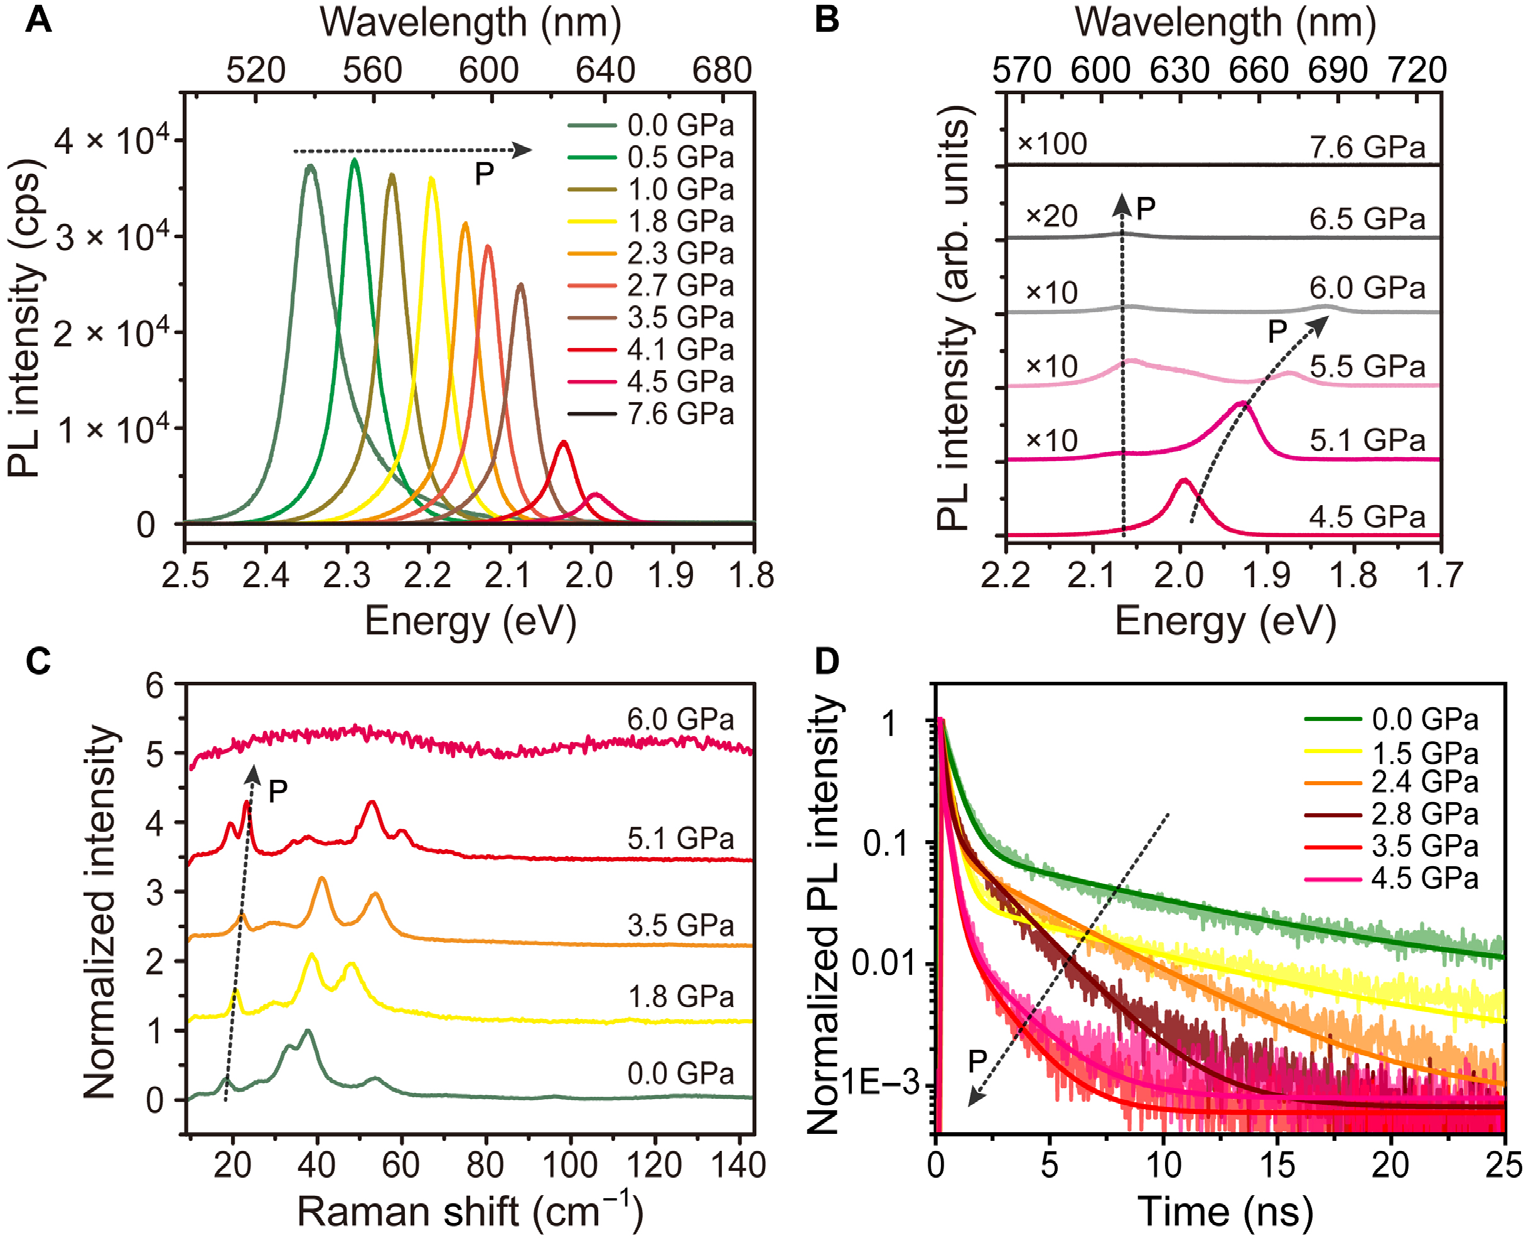 A
Wavelength (nm)
520 560 600 640 680
PL intensity (cps)
4 × 10⁴
3 × 10⁴
2 × 10⁴
1 × 10⁴
0
P
0.0 GPa
0.5 GPa
1.0 GPa
1.8 GPa
2.3 GPa
2.7 GPa
3.5 GPa
4.1 GPa
4.5 GPa
7.6 GPa
2.5 2.4 2.3 2.2 2.1 2.0 1.9 1.8
Energy (eV)
B
Wavelength (nm)
570 600 630 660 690 720
PL intensity (arb. units)
×100 7.6 GPa
P
×20 6.5 GPa
×10 6.0 GPa
P
×10 5.5 GPa
×10 5.1 GPa
4.5 GPa
2.2 2.1 2.0 1.9 1.8 1.7
Energy (eV)
C
Normalized intensity
6
5
4
3
2
1
0
6.0 GPa
P
5.1 GPa
3.5 GPa
1.8 GPa
0.0 GPa
20 40 60 80 100 120 140
Raman shift (cm⁻¹)
D
Normalized PL intensity
1
0.1
0.01
1E–3
0.0 GPa
1.5 GPa
2.4 GPa
2.8 GPa
3.5 GPa
4.5 GPa
P
0 5 10 15 20 25
Time (ns)